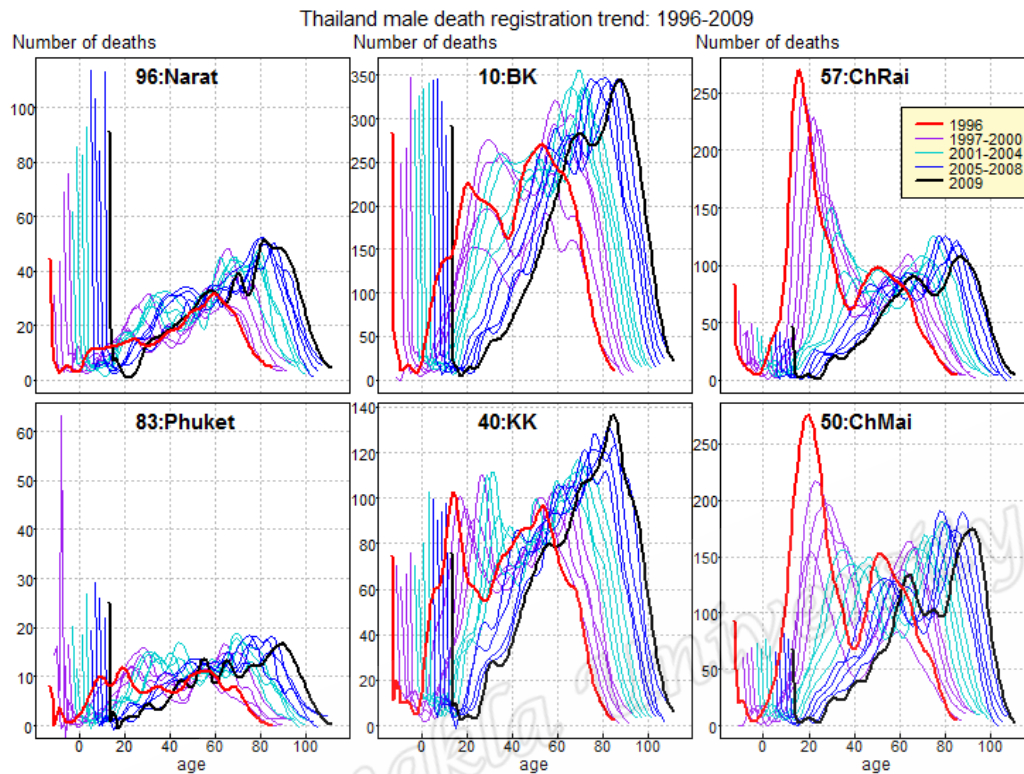 Thailand male death registration trend: 1996-2009
Number of deaths
Number of deaths
Number of deaths
96:Narat
10:BK
57:ChRai
100
80
60
40
20
0
350
300
250
200
150
100
50
0
250
200
150
100
50
0
1996
1997-2000
2001-2004
2005-2008
2009
83:Phuket
40:KK
50:ChMai
60
50
40
30
20
10
0
140
120
100
80
60
40
20
0
250
200
150
100
50
0
0 20 40 60 80 100
0 20 40 60 80 100
0 20 40 60 80 100
age
age
age